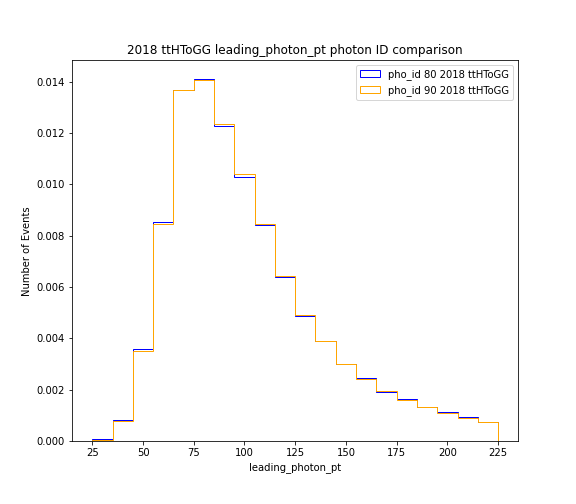 2018 ttHToGG leading_photon_pt photon ID comparison
pho_id 80 2018 ttHToGG
pho_id 90 2018 ttHToGG
Number of Events
0.014
0.012
0.010
0.008
0.006
0.004
0.002
0.000
25 50 75 100 125 150 175 200 225
leading_photon_pt